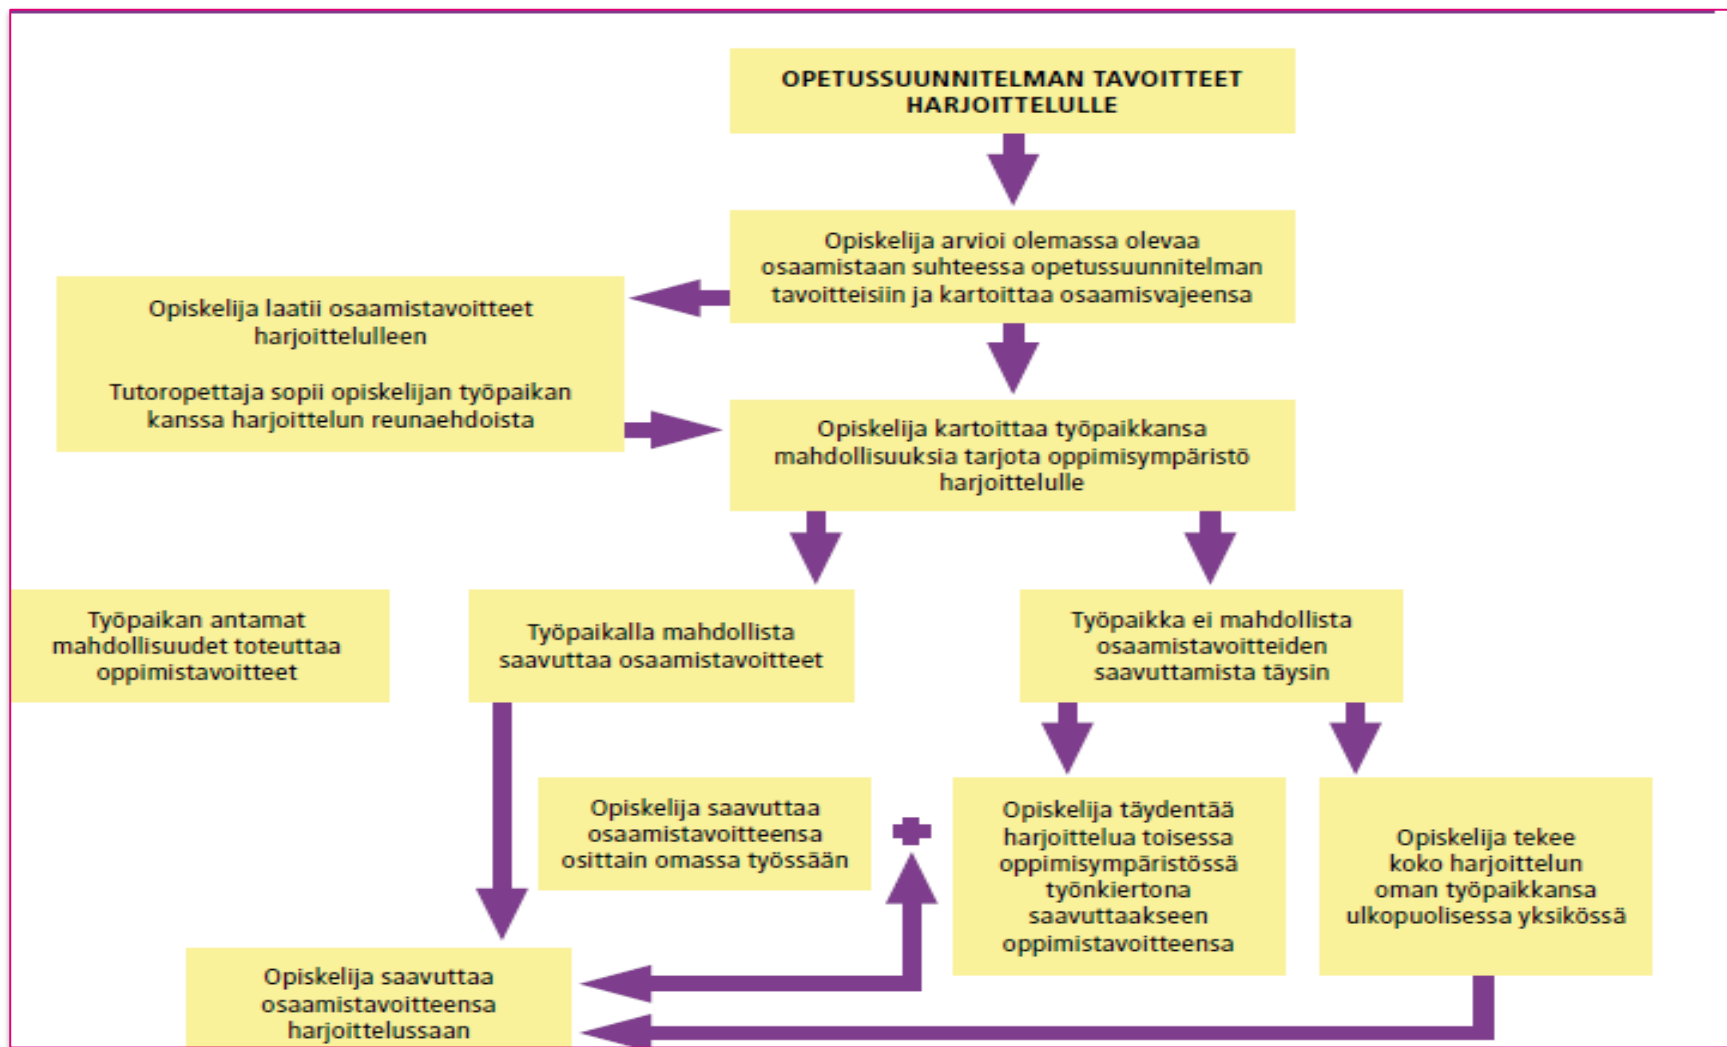 OPETUSSUUNNITELMAN TAVOITTEET
HARJOITTELULLE
Opiskelija arvioi olemassa olevaa
osaamistaan suhteessa opetussuunnitelman
tavoitteisiin ja kartoittaa osaamisvajeensa
Opiskelija laatii osaamistavoitteet
harjoittelulleen
Tutoropettaja sopii opiskelijan työpaikan
kanssa harjoittelun reunaehdoista
Opiskelija kartoittaa työpaikkansa
mahdollisuuksia tarjota oppimisympäristö
harjoittelulle
Työpaikan antamat
mahdollisuudet toteuttaa
oppimistavoitteet
Työpaikalla mahdollista
saavuttaa osaamistavoitteet
Työpaikka ei mahdollista
osaamistavoitteiden
saavuttamista täysin
Opiskelija saavuttaa
osaamistavoitteensa
osittain omassa työssään
Opiskelija täydentää
harjoittelua toisessa
oppimisympäristössä
työnkiertona
saavuttaakseen
oppimistavoitteensa
Opiskelija tekee
koko harjoittelun
oman työpaikkansa
ulkopuolisessa yksikössä
Opiskelija saavuttaa
osaamistavoitteensa
harjoittelussaan